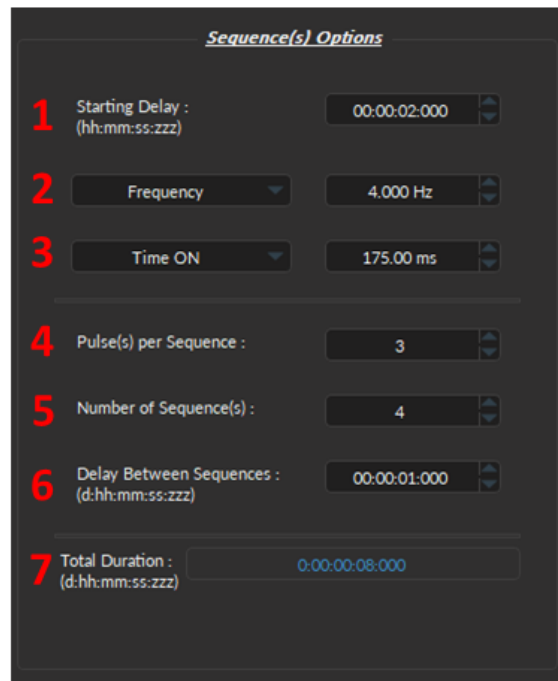 Sequence(s) Options
1 Starting Delay : 00:00:02:000
(hh:mm:ss:zzz)
2 Frequency 4.000 Hz
3 Time ON 175.00 ms
4 Pulse(s) per Sequence : 3
5 Number of Sequence(s) : 4
6 Delay Between Sequences : 00:00:01:000
(d:hh:mm:ss:zzz)
7 Total Duration : 0:00:00:08:000
(d:hh:mm:ss:zzz)